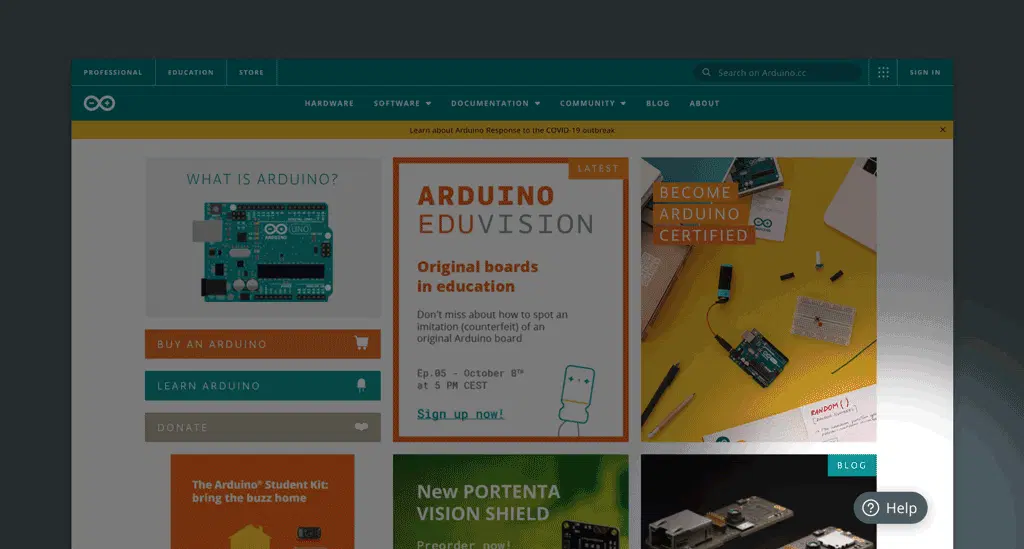 PROFESSIONAL EDUCATION STORE Search on Arduino.cc SIGN IN
HARDWARE SOFTWARE DOCUMENTATION COMMUNITY BLOG ABOUT
Learn about Arduino Response to the COVID-19 outbreak
WHAT IS ARDUINO?
UNO
ARDUINO
BUY AN ARDUINO
LEARN ARDUINO
DONATE
The Arduino® Student Kit:
bring the buzz home
LATEST
ARDUINO
EDUVISION
Original boards
in education
Don't miss about how to spot an
imitation (counterfeit) of an
original Arduino board
Ep.05 - October 8TH
at 5 PM CEST
Sign up now!
New PORTENTA
VISION SHIELD
Preorder now!
BECOME
ARDUINO
CERTIFIED
RANDOM()
BLOG
Help